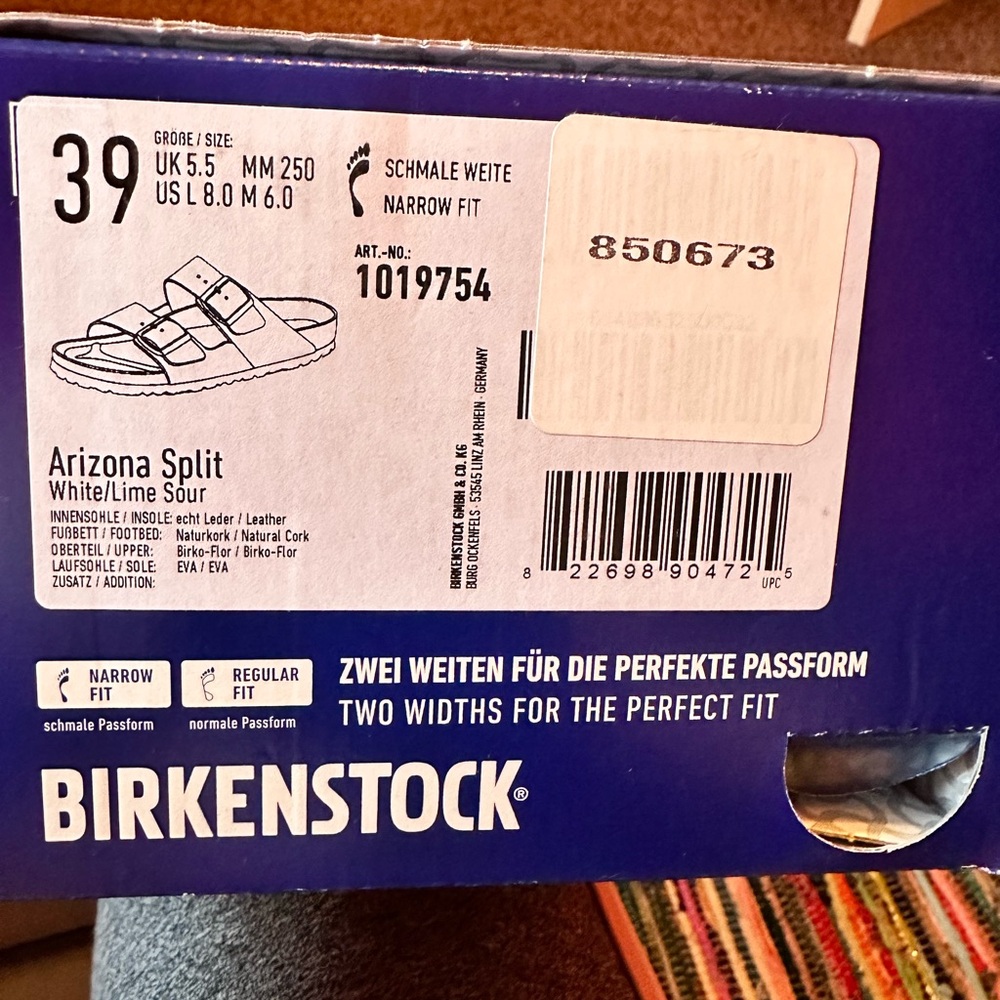 39
GRÖßE / SIZE:
UK 5.5 MM 250
US L 8.0 M 6.0
SCHMALE WEITE
NARROW FIT
850673
ART.-NO.:
1019754
Arizona Split
White/Lime Sour
INNENSOHLE / INSOLE: echt Leder / Leather
FUßBETT / FOOTBED: Naturkork / Natural Cork
OBERTEIL / UPPER: Birko-Flor / Birko-Flor
LAUFSOHLE / SOLE: EVA / EVA
ZUSATZ / ADDITION:
BIRKENSTOCK GMBH & CO. KG
BURG OCKENFELS · 53545 LINZ AM RHEIN · GERMANY
8 22698 90472 5
UPC
NARROW FIT
schmale Passform
REGULAR FIT
normale Passform
ZWEI WEITEN FÜR DIE PERFEKTE PASSFORM
TWO WIDTHS FOR THE PERFECT FIT
BIRKENSTOCK®